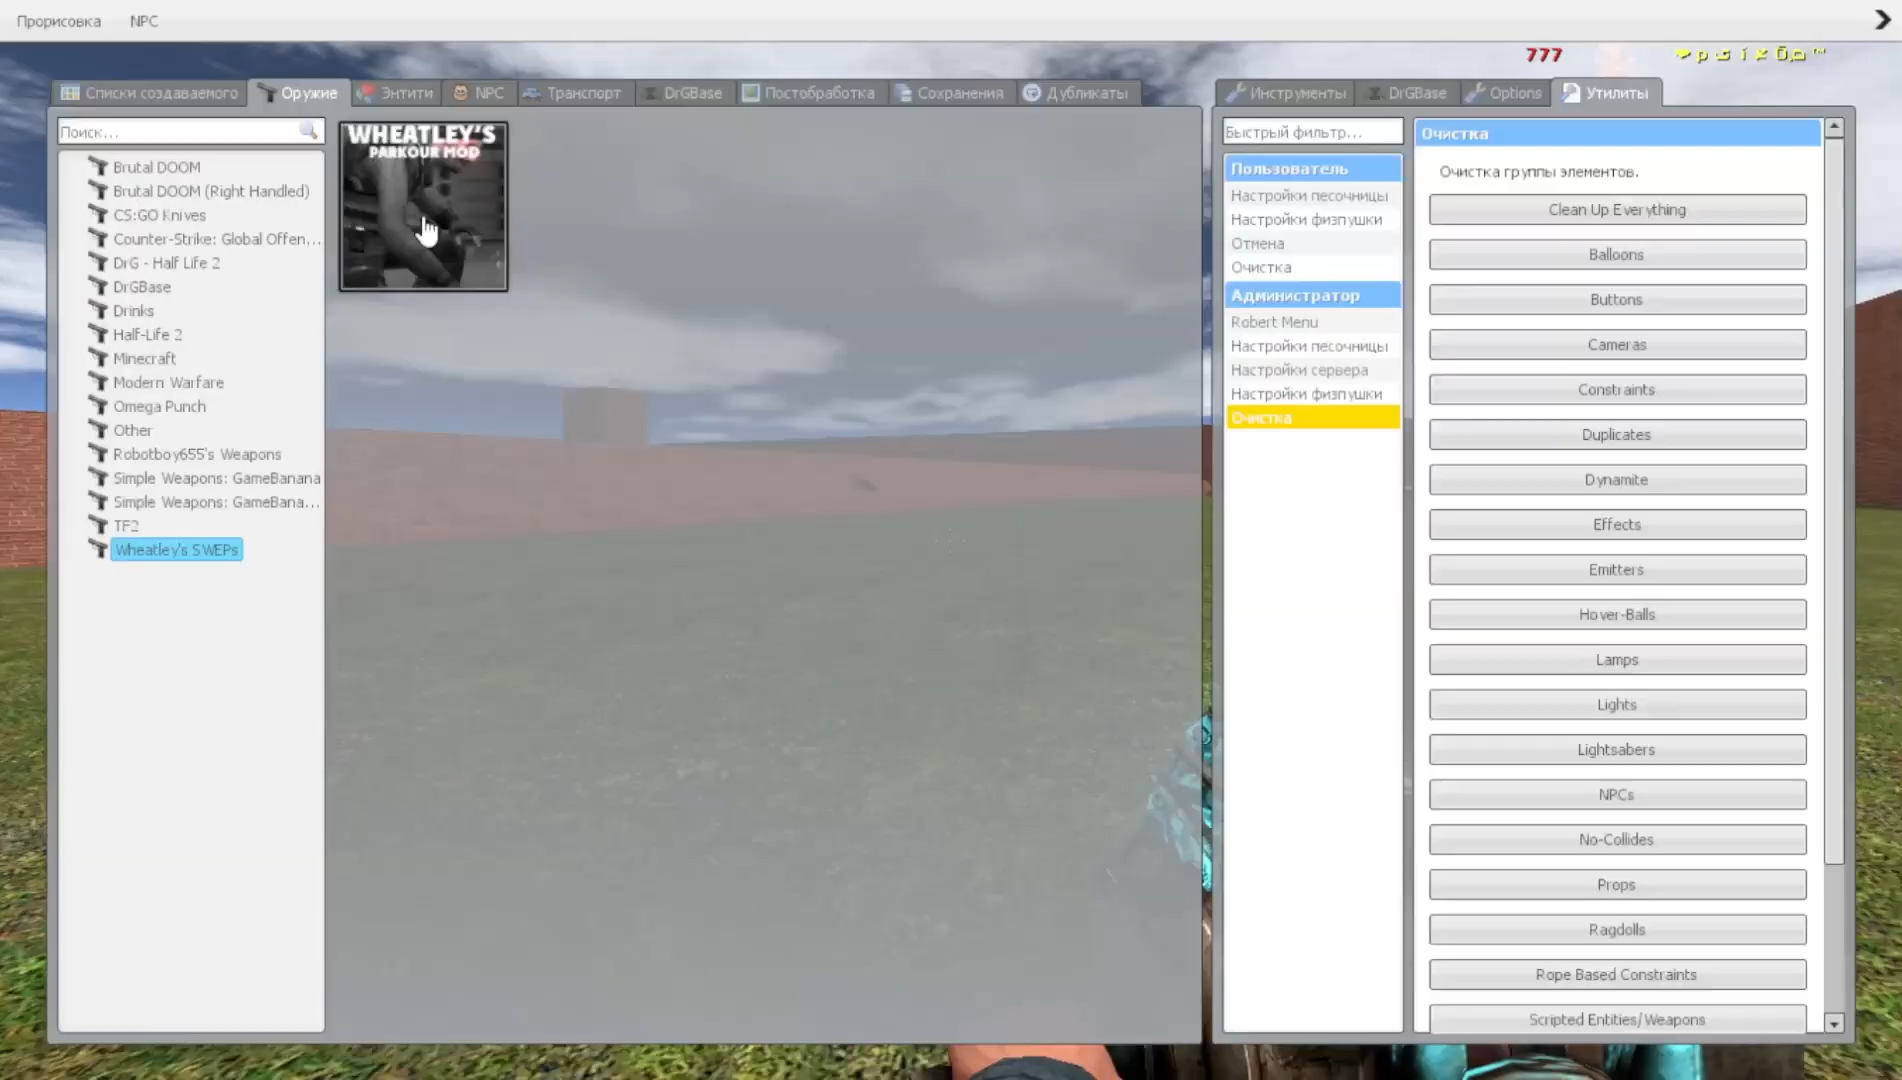 Прорисовка NPC
777
Списки создаваемого Оружие Энтити NPC Транспорт DrGBase Постобработка Сохранения Дубликаты
Инструменты DrGBase Options Утилиты
Поиск...
Brutal DOOM
Brutal DOOM (Right Handled)
CS:GO Knives
Counter-Strike: Global Offen...
DrG - Half Life 2
DrGBase
Drinks
Half-Life 2
Minecraft
Modern Warfare
Omega Punch
Other
Robotboy655's Weapons
Simple Weapons: GameBanana
Simple Weapons: GameBana...
TF2
Wheatley's SWEPs
WHEATLEY'S
PARKOUR MOD
Быстрый фильтр...
Пользователь
Настройки песочницы
Настройки физпушки
Отмена
Очистка
Администратор
Robert Menu
Настройки песочницы
Настройки сервера
Настройки физпушки
Очистка
Очистка
Очистка группы элементов.
Clean Up Everything
Balloons
Buttons
Cameras
Constraints
Duplicates
Dynamite
Effects
Emitters
Hover-Balls
Lamps
Lights
Lightsabers
NPCs
No-Collides
Props
Ragdolls
Rope Based Constraints
Scripted Entities/Weapons